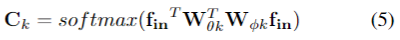 C_k = softmax(f_in^T W_θk^T W_ϕk f_in) (5)